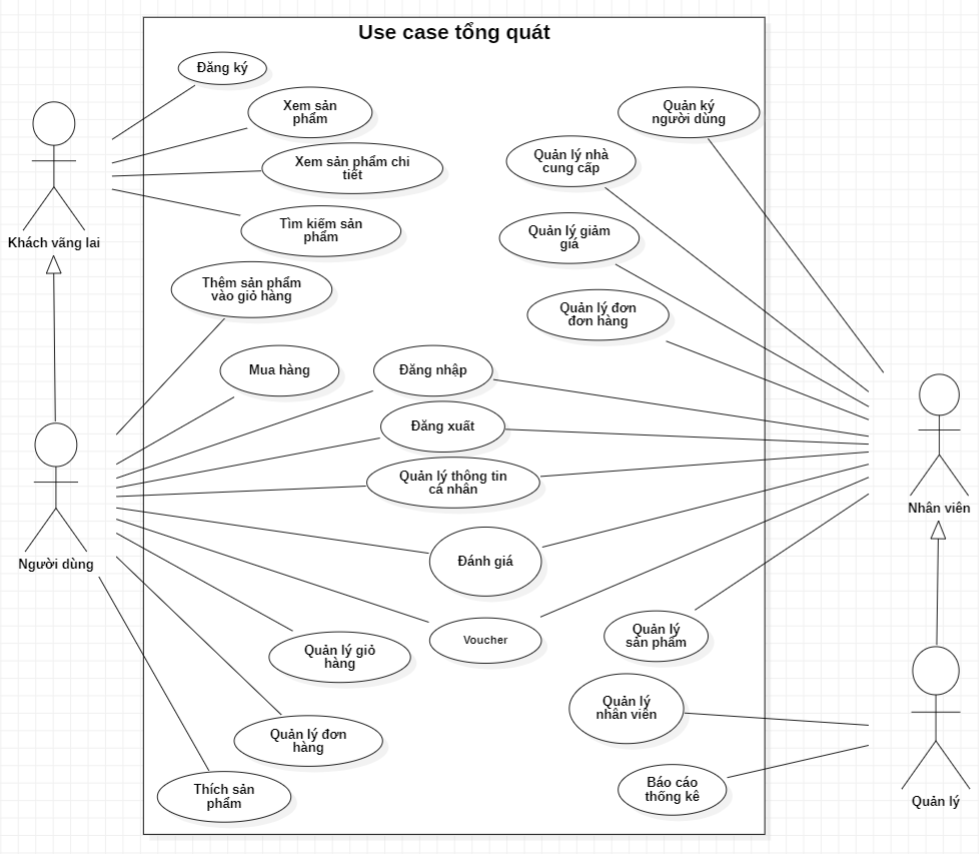 Use case tổng quát
Đăng ký
Xem sản
phẩm
Quản ký
người dùng
Xem sản phẩm chi
tiết
Quản lý nhà
cung cấp
Tìm kiếm sản
phẩm
Quản lý giảm
giá
Khách vãng lai
Thêm sản phẩm
vào giỏ hàng
Quản lý đơn
đơn hàng
Mua hàng
Đăng nhập
Đăng xuất
Quản lý thông tin
cá nhân
Nhân viên
Người dùng
Đánh giá
Voucher
Quản lý
sản phẩm
Quản lý giỏ
hàng
Quản lý
nhân viên
Quản lý đơn
hàng
Thích sản
phẩm
Báo cáo
thống kê
Quản lý